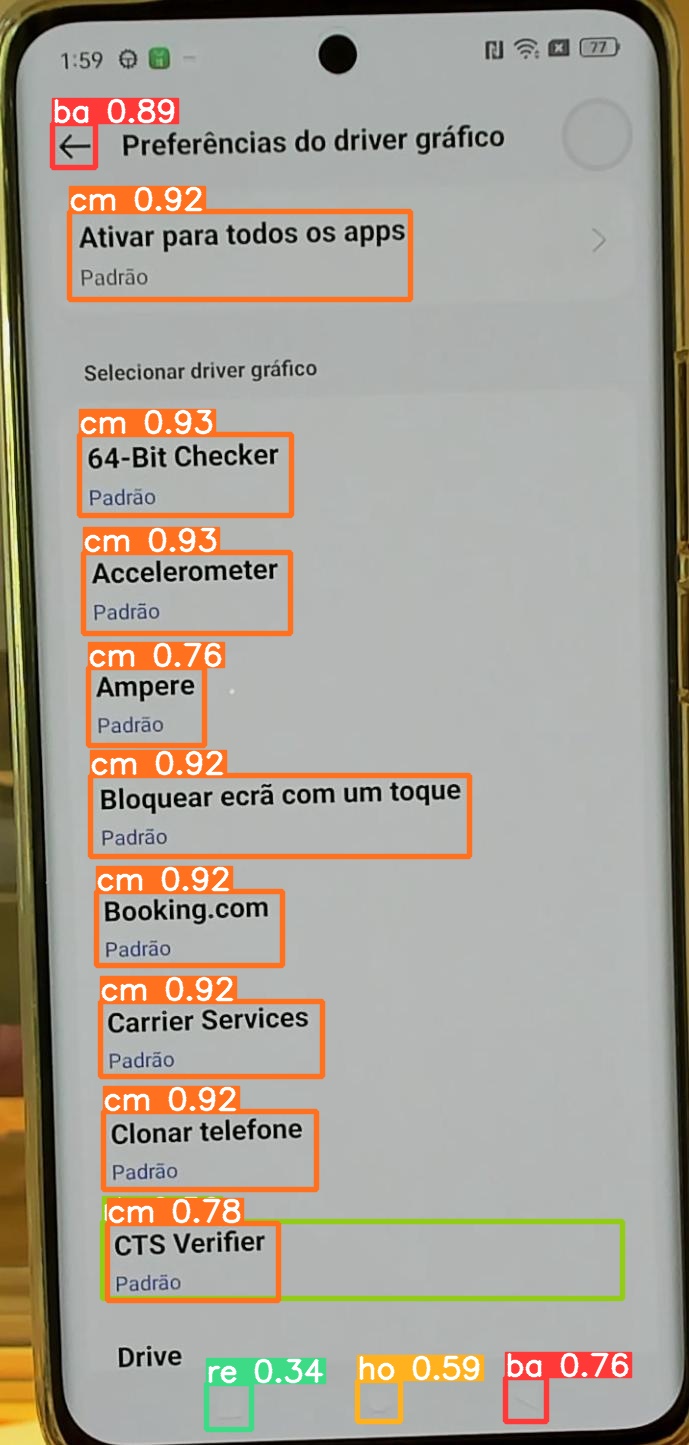 1:59
77
ba 0.89
Preferências do driver gráfico
cm 0.92
Ativar para todos os apps
Padrão
Selecionar driver gráfico
cm 0.93
64-Bit Checker
Padrão
cm 0.93
Accelerometer
Padrão
cm 0.76
Ampere
Padrão
cm 0.92
Bloquear ecrã com um toque
Padrão
cm 0.92
Booking.com
Padrão
cm 0.92
Carrier Services
Padrão
cm 0.92
Clonar telefone
Padrão
cm 0.78
CTS Verifier
Padrão
Drive
re 0.34
ho 0.59
ba 0.76